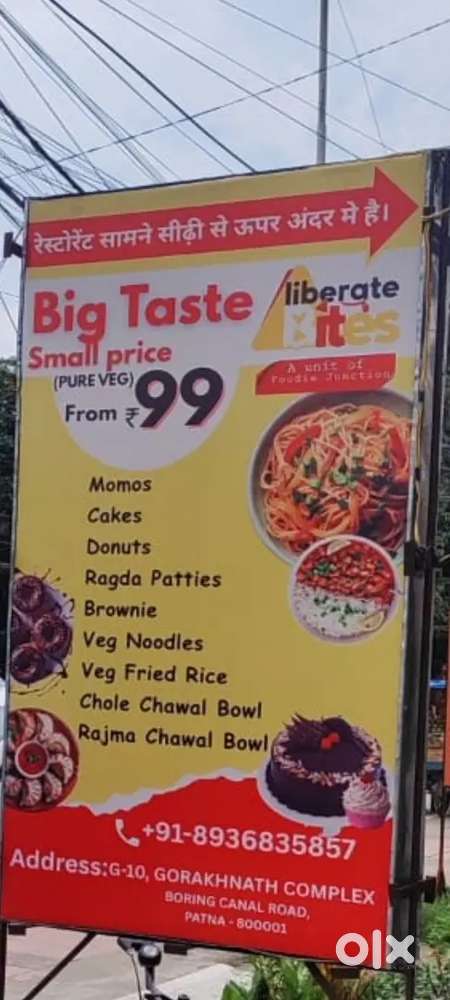 रेस्टोरेंट सामने सीढ़ी से ऊपर अंदर मे है।
Big Taste
Small price
(PURE VEG)
From ₹99
Aliberate
Bites
A unit of
Foodie Junction
Momos
Cakes
Donuts
Ragda Patties
Brownie
Veg Noodles
Veg Fried Rice
Chole Chawal Bowl
Rajma Chawal Bowl
+91-8936835857
Address:G-10, GORAKHNATH COMPLEX
BORING CANAL ROAD,
PATNA - 800001
olx